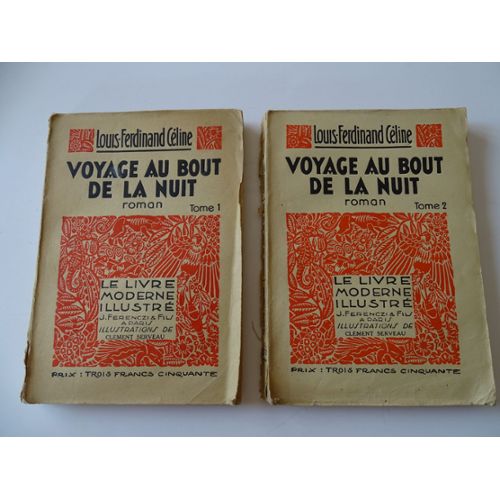 Louis-Ferdinand Céline
VOYAGE AU BOUT
DE LA NUIT
roman
Tome 1
LE LIVRE
MODERNE
ILLUSTRÉ
J. FERENCZI & FILS
A PARIS
ILLUSTRATIONS DE
CLEMENT SERVEAU
PRIX : TROIS FRANCS CINQUANTE
Louis-Ferdinand Céline
VOYAGE AU BOUT
DE LA NUIT
roman
Tome 2
LE LIVRE
MODERNE
ILLUSTRÉ
J. FERENCZI & FILS
A PARIS
ILLUSTRATIONS DE
CLEMENT SERVEAU
PRIX : TROIS FRANCS CINQUANTE